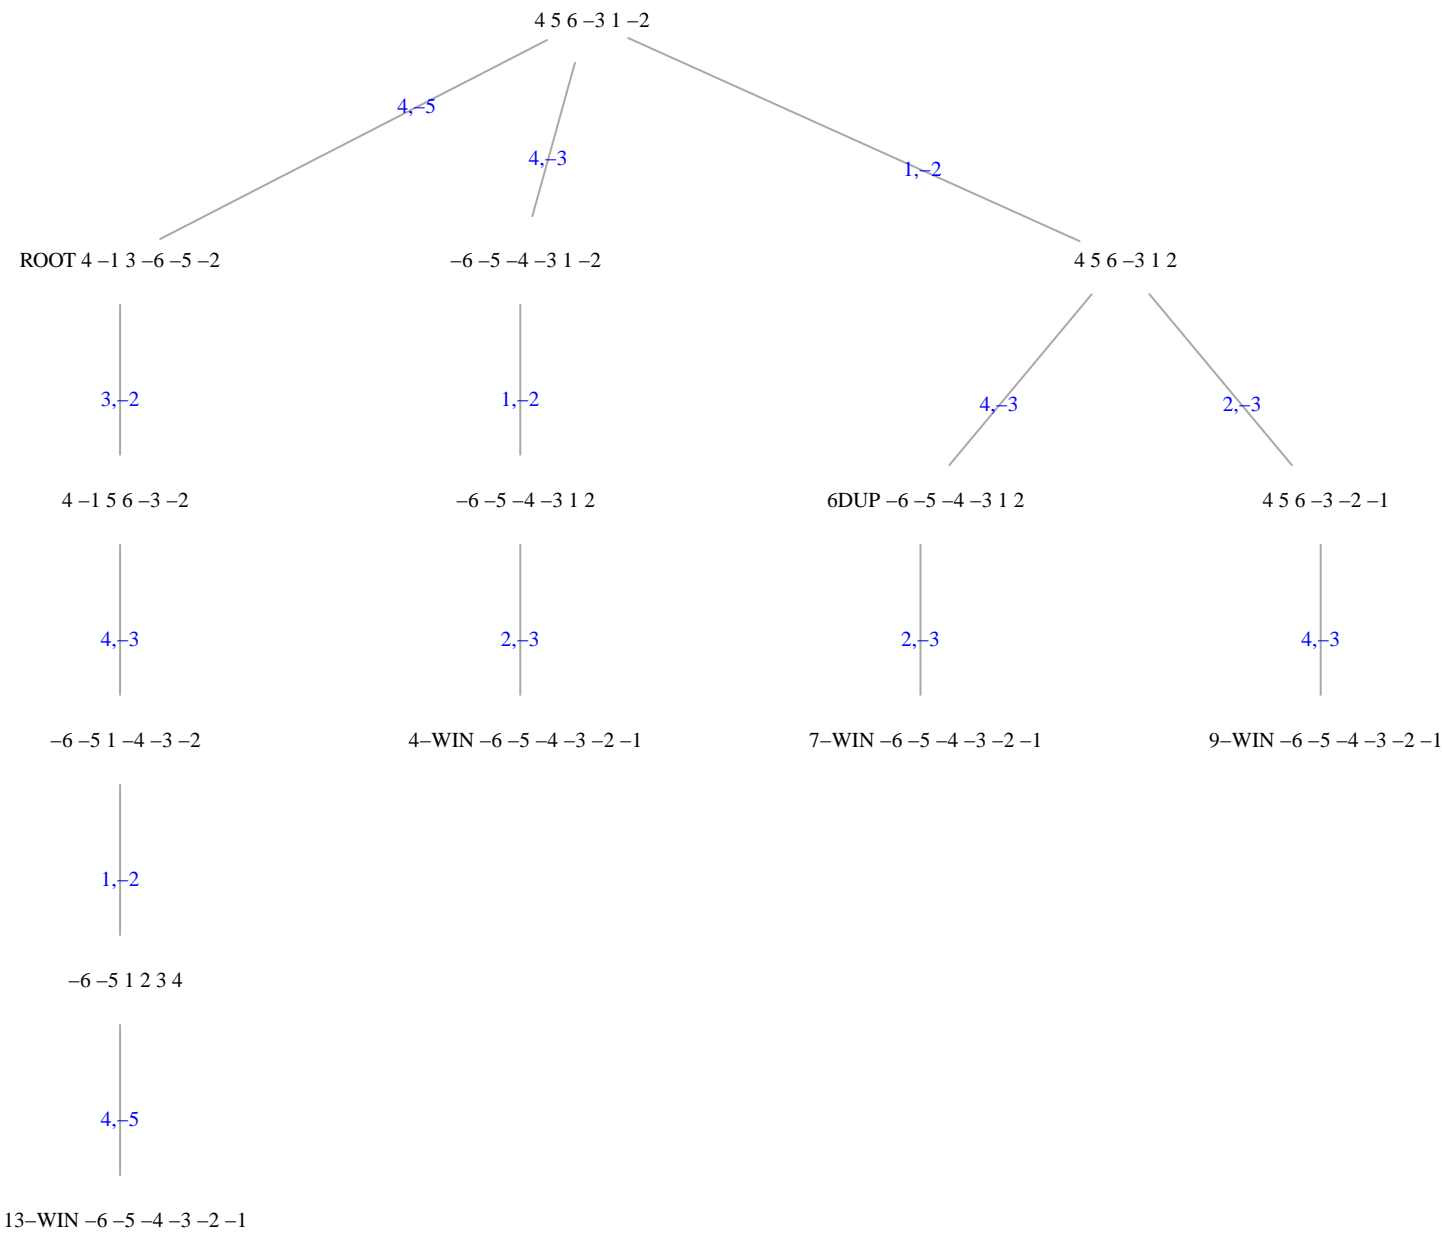 4 5 6 –3 1 –2
4,–5
4,–3
1,–2
ROOT 4 –1 3 –6 –5 –2
–6 –5 –4 –3 1 –2
4 5 6 –3 1 2
3,–2
1,–2
4,–3
2,–3
4 –1 5 6 –3 –2
–6 –5 –4 –3 1 2
6DUP –6 –5 –4 –3 1 2
4 5 6 –3 –2 –1
4,–3
2,–3
2,–3
4,–3
–6 –5 1 –4 –3 –2
4–WIN –6 –5 –4 –3 –2 –1
7–WIN –6 –5 –4 –3 –2 –1
9–WIN –6 –5 –4 –3 –2 –1
1,–2
–6 –5 1 2 3 4
4,–5
13–WIN –6 –5 –4 –3 –2 –1